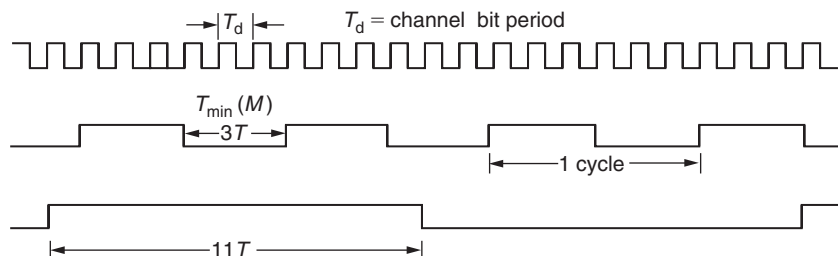 T_d
T_d = channel bit period
T_min (M)
3T
1 cycle
11T